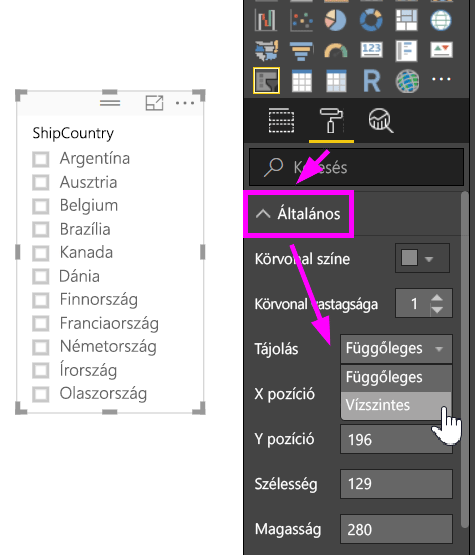 ShipCountry
Argentína
Ausztria
Belgium
Brazília
Kanada
Dánia
Finnország
Franciaország
Németország
Írország
Olaszország
123
R
Keresés
Általános
Körvonal színe
Körvonal vastagsága 1
Tájolás Függőleges
Függőleges
X pozíció
Vízszintes
Y pozíció 196
Szélesség 129
Magasság 280